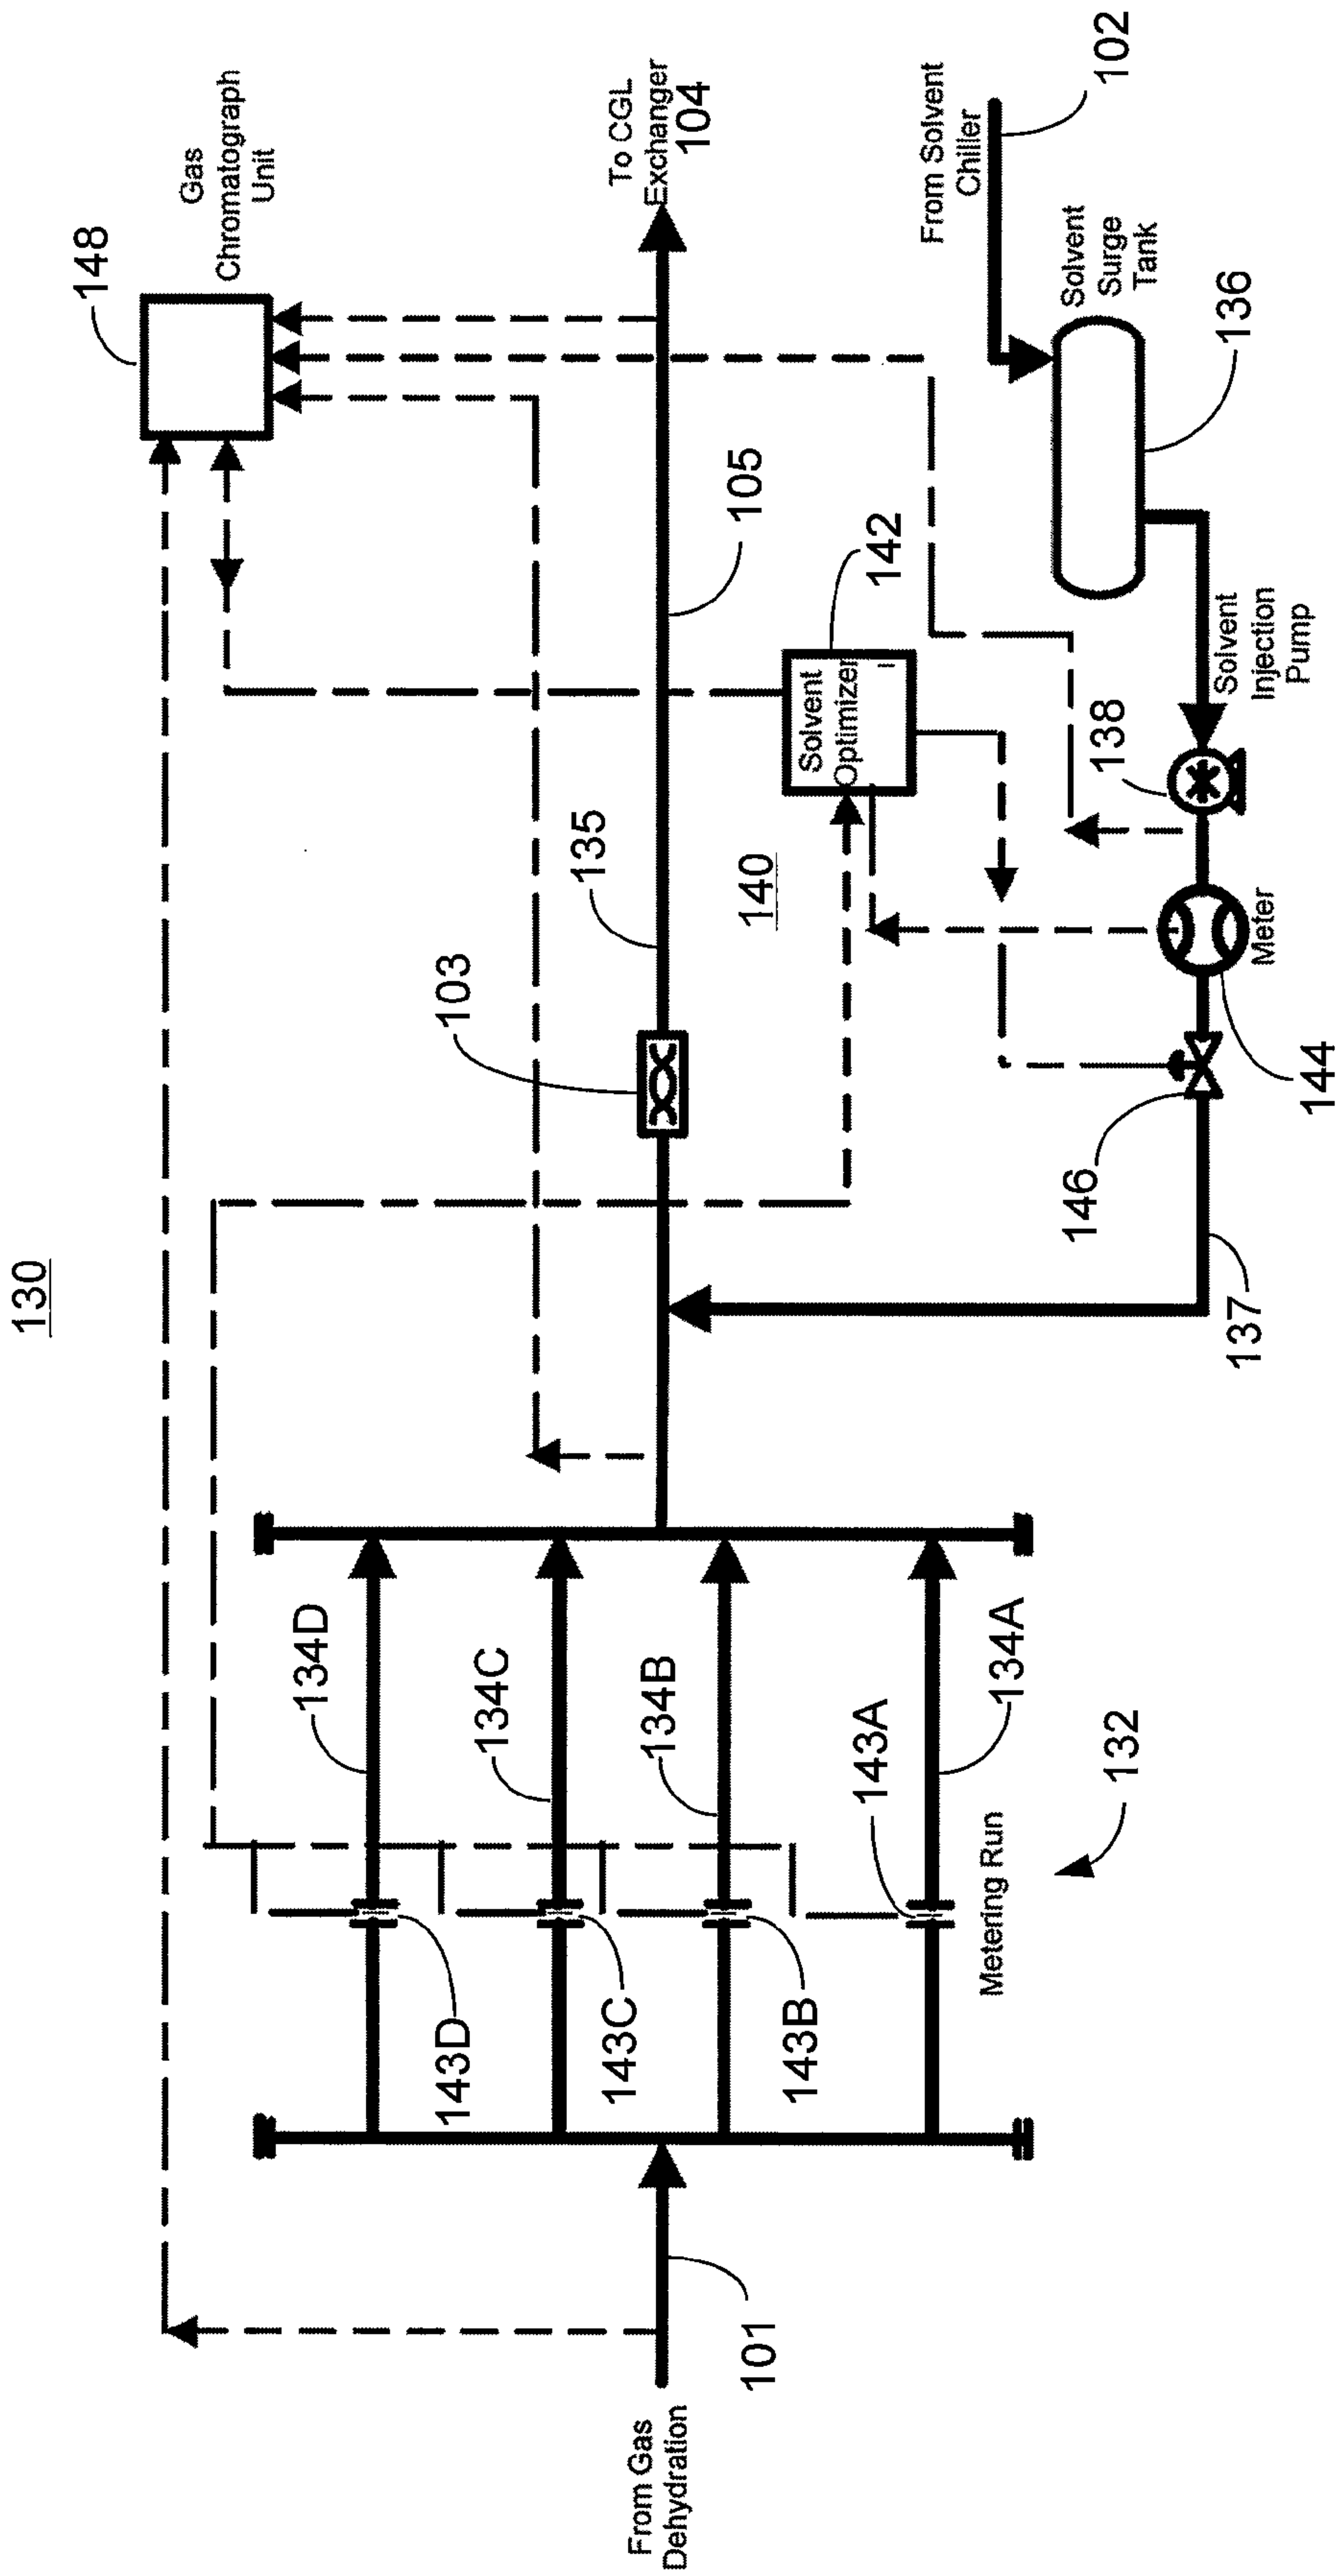 130
148
Gas
Chromatograph
Unit
To CGL
Exchanger
104
From Solvent
Chiller
102
Solvent
Surge
Tank
136
105
142
Solvent
Optimizer
135
140
103
138
Solvent
Injection
Pump
Meter
144
146
137
134D
134C
134B
134A
143D
143C
143B
143A
Metering Run
132
From Gas
Dehydration
101